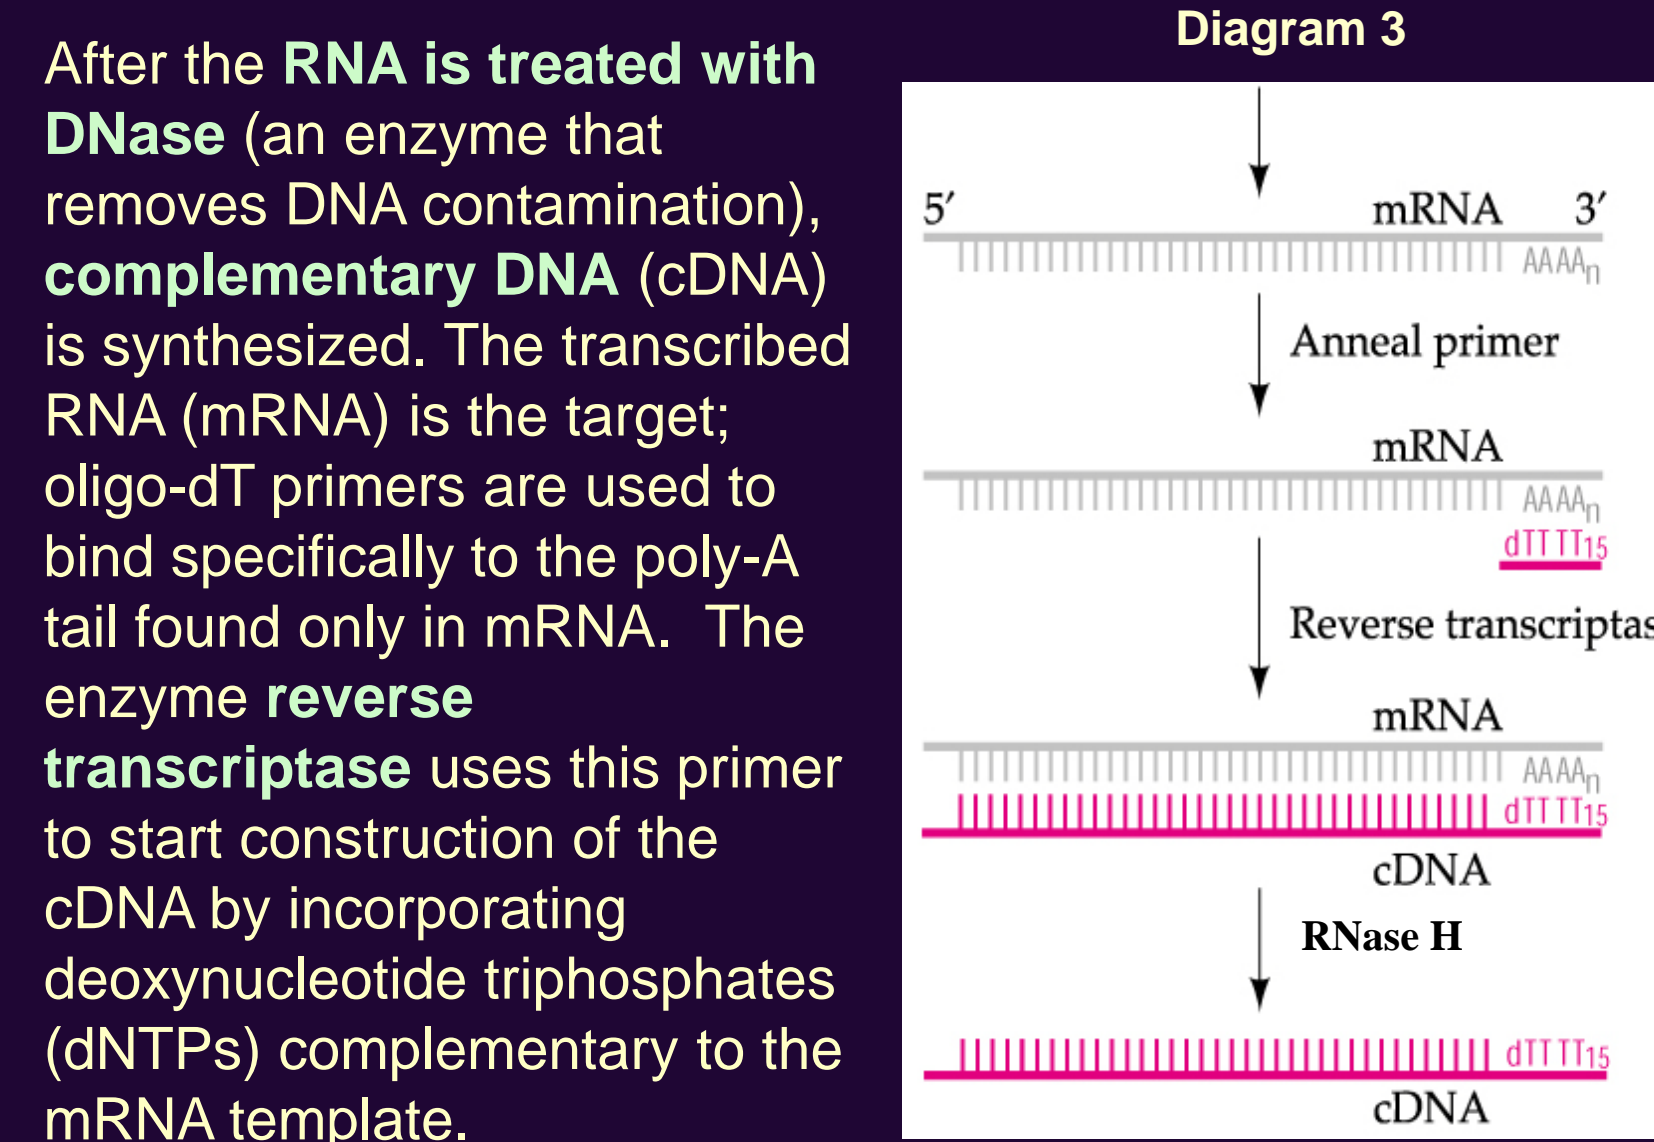 After the RNA is treated with
DNase (an enzyme that
removes DNA contamination),
complementary DNA (cDNA)
is synthesized. The transcribed
RNA (mRNA) is the target;
oligo-dT primers are used to
bind specifically to the poly-A
tail found only in mRNA. The
enzyme reverse
transcriptase uses this primer
to start construction of the
cDNA by incorporating
deoxynucleotide triphosphates
(dNTPs) complementary to the
mRNA template.
Diagram 3
5′ mRNA 3′
AAAAn
Anneal primer
mRNA
AAAAn
dTTTT15
Reverse transcriptas
mRNA
AAAAn
dTTTT15
cDNA
RNase H
dTTTT15
cDNA